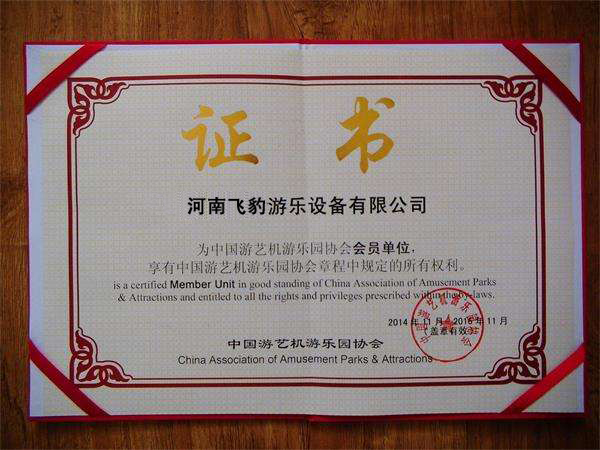 证书
河南飞豹游乐设备有限公司
为中国游艺机游乐园协会会员单位，
享有中国游艺机游乐园协会章程中规定的所有权利。
is a certified Member Unit in good standing of China Association of Amusement Parks
& Attractions and entitled to all the rights and privileges prescribed within the by-laws.
2014年11月-2016年11月
（盖章有效）
中国游艺机游乐园协会
China Association of Amusement Parks & Attractions